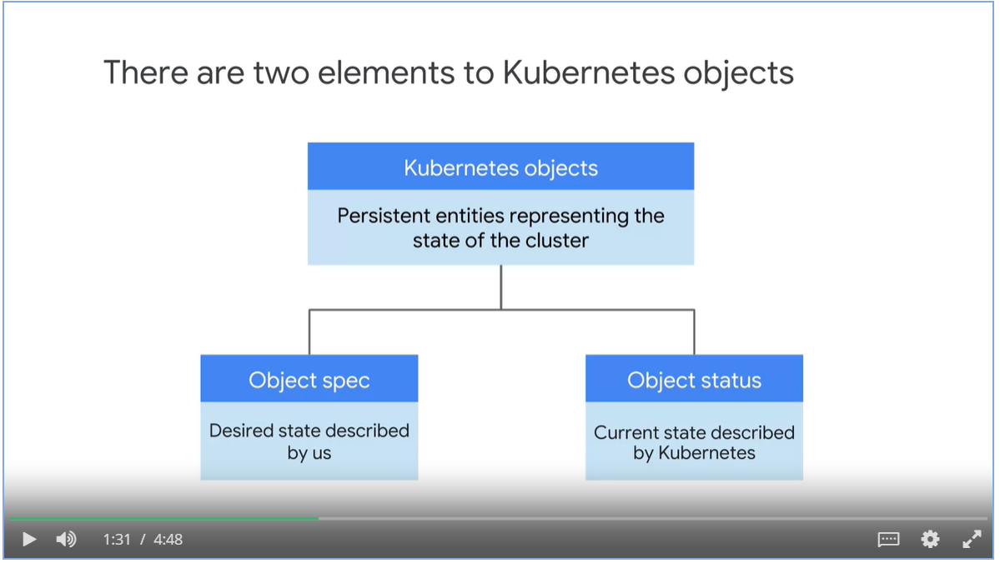 There are two elements to Kubernetes objects
Kubernetes objects
Persistent entities representing the
state of the cluster
Object spec
Desired state described
by us
Object status
Current state described
by Kubernetes
1:31 / 4:48